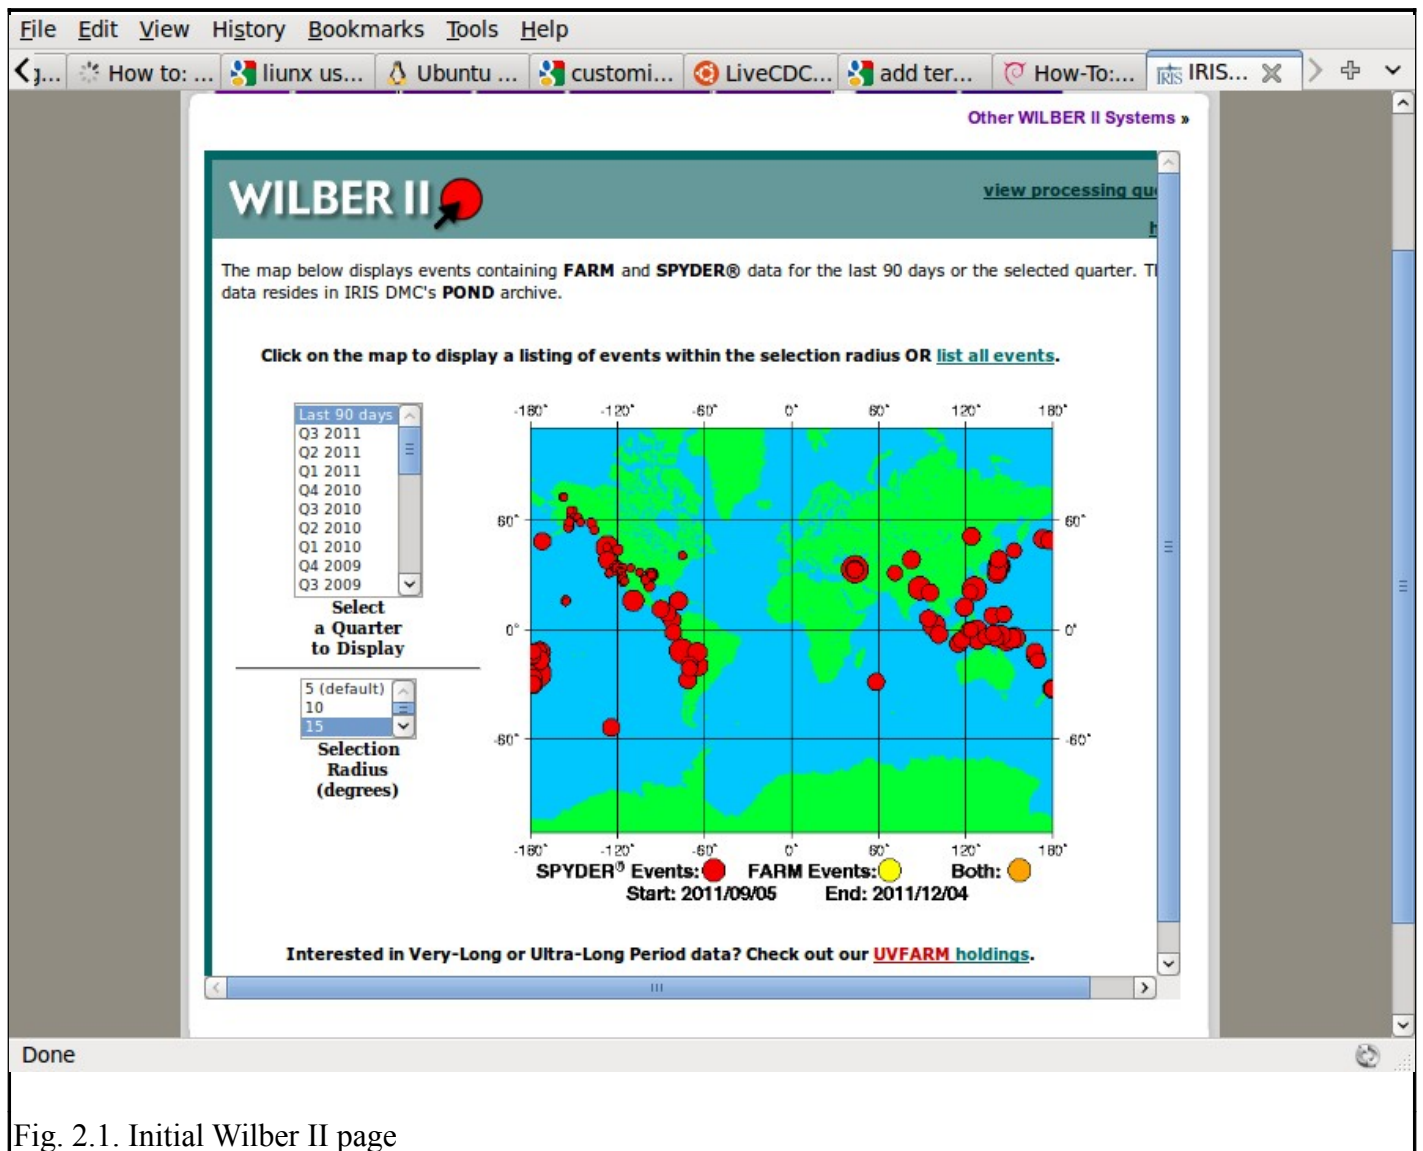 File Edit View History Bookmarks Tools Help
g... How to: ... liunx us... Ubuntu ... customi... LiveCDC... add ter... How-To:... IRIS IRIS...
Other WILBER II Systems »
WILBER II
view processing que
h
The map below displays events containing FARM and SPYDER® data for the last 90 days or the selected quarter. Th
data resides in IRIS DMC's POND archive.
Click on the map to display a listing of events within the selection radius OR list all events.
Last 90 days
Q3 2011
Q2 2011
Q1 2011
Q4 2010
Q3 2010
Q2 2010
Q1 2010
Q4 2009
Q3 2009
Select
a Quarter
to Display
5 (default)
10
15
Selection
Radius
(degrees)
-180° -120° -60° 0° 60° 120° 180°
60° 60°
0° 0°
-60° -60°
-180° -120° -60° 0° 60° 120° 180°
SPYDER® Events: FARM Events: Both:
Start: 2011/09/05 End: 2011/12/04
Interested in Very-Long or Ultra-Long Period data? Check out our UVFARM holdings.
Done
Fig. 2.1. Initial Wilber II page